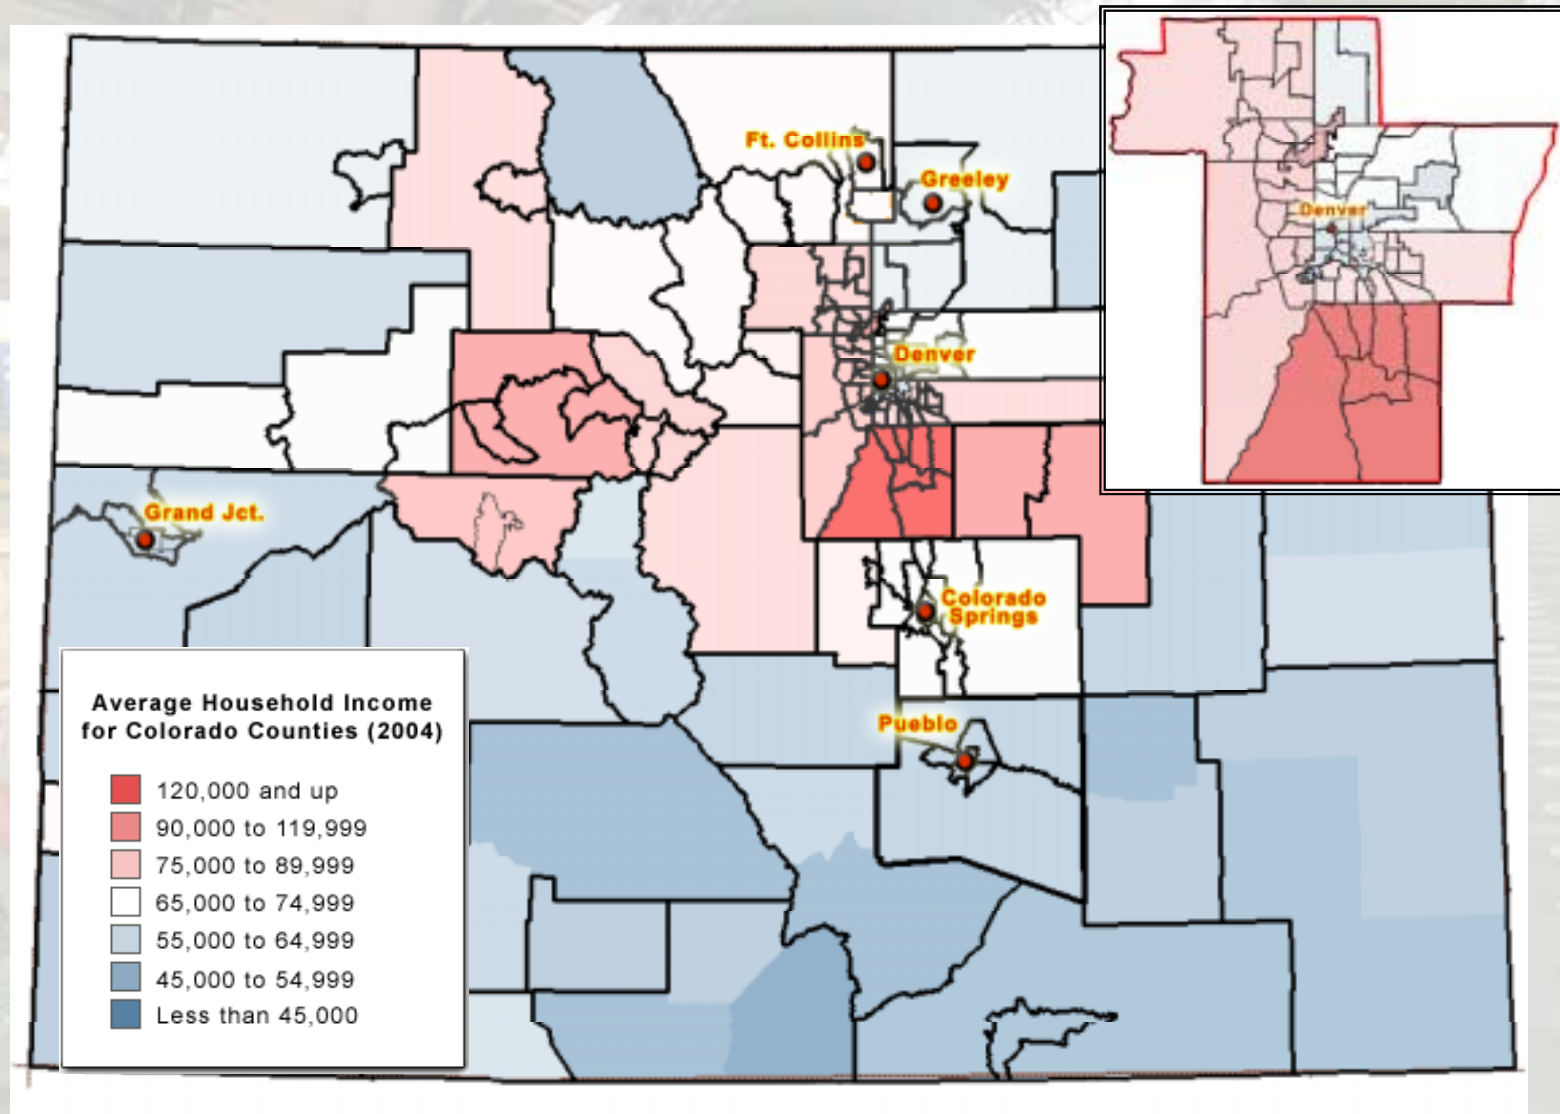 Ft. Collins
Greeley
Denver
Denver
Grand Jct.
Colorado
Springs
Pueblo
Average Household Income
for Colorado Counties (2004)
120,000 and up
90,000 to 119,999
75,000 to 89,999
65,000 to 74,999
55,000 to 64,999
45,000 to 54,999
Less than 45,000